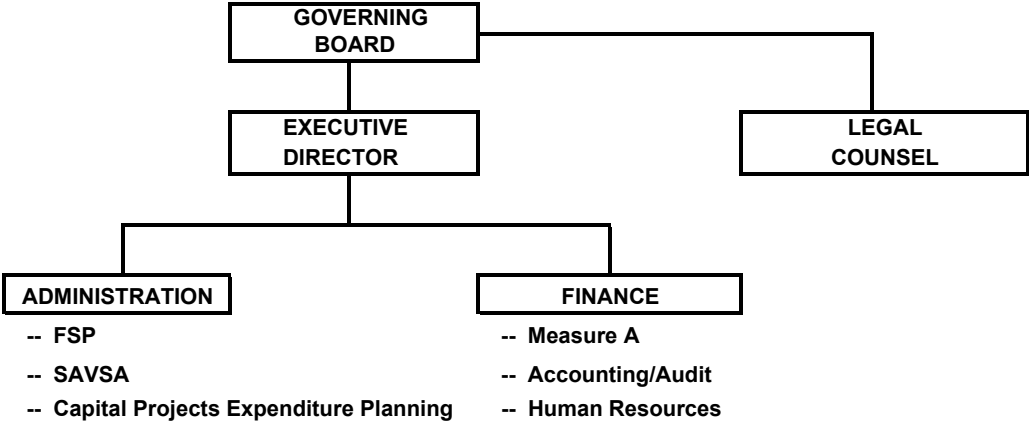 GOVERNING
BOARD
EXECUTIVE
DIRECTOR
LEGAL
COUNSEL
ADMINISTRATION
-- FSP
-- SAVSA
-- Capital Projects Expenditure Planning
FINANCE
-- Measure A
-- Accounting/Audit
-- Human Resources